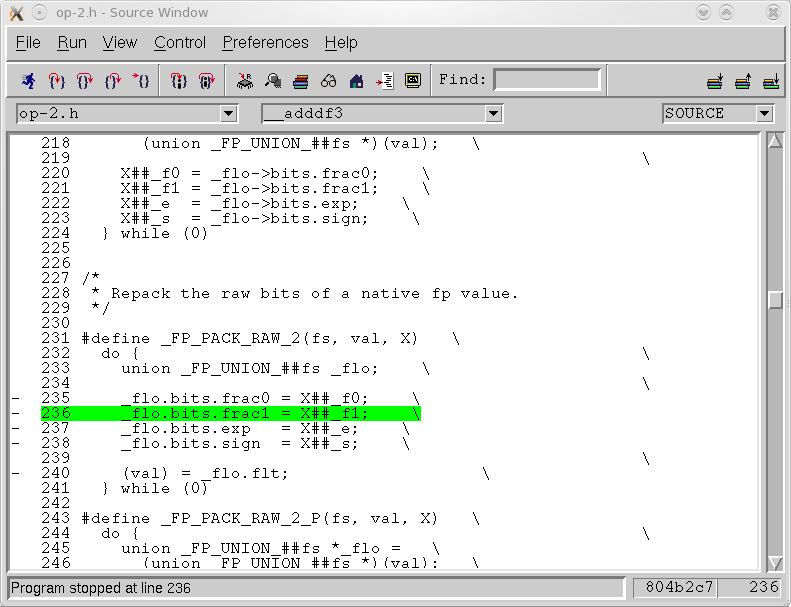 op-2.h - Source Window
File Run View Control Preferences Help
Find:
op-2.h __adddf3 SOURCE
218 (union _FP_UNION_##fs *)(val); \
219 \
220 X##_f0 = _flo->bits.frac0; \
221 X##_f1 = _flo->bits.frac1; \
222 X##_e = _flo->bits.exp; \
223 X##_s = _flo->bits.sign; \
224 } while (0)
225
226
227 /*
228 * Repack the raw bits of a native fp value.
229 */
230
231 #define _FP_PACK_RAW_2(fs, val, X) \
232 do { \
233 union _FP_UNION_##fs _flo; \
234 \
- 235 _flo.bits.frac0 = X##_f0; \
- 236 _flo.bits.frac1 = X##_f1; \
- 237 _flo.bits.exp = X##_e; \
- 238 _flo.bits.sign = X##_s; \
239 \
- 240 (val) = _flo.flt; \
241 } while (0)
242
243 #define _FP_PACK_RAW_2_P(fs, val, X) \
244 do { \
245 union _FP_UNION_##fs *_flo = \
246 (union _FP_UNION_##fs *)(val); \
Program stopped at line 236 804b2c7 236